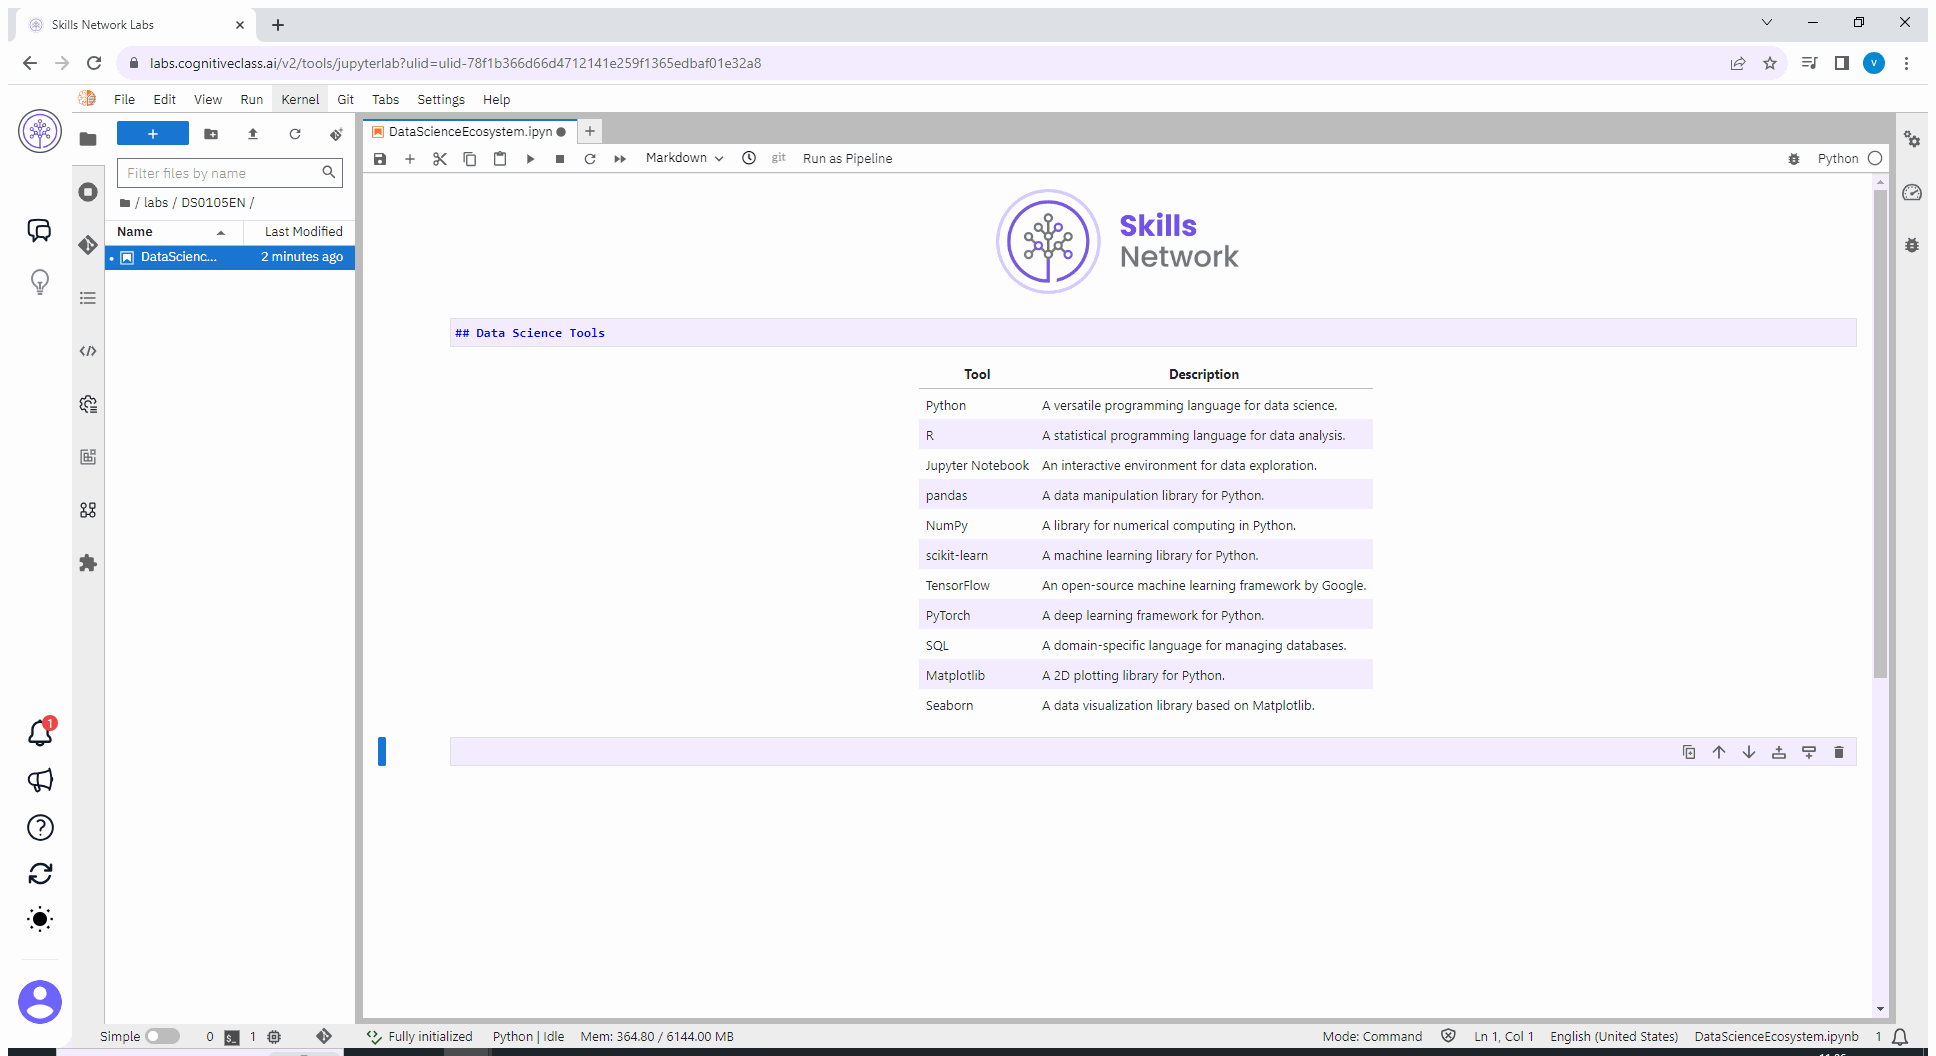 Skills Network Labs
labs.cognitiveclass.ai/v2/tools/jupyterlab?ulid=ulid-78f1b366d66d4712141e259f1365edbaf01e32a8
V
File Edit View Run Kernel Git Tabs Settings Help
DataScienceEcosystem.ipyn
Markdown git Run as Pipeline Python
Filter files by name
/ labs / DS0105EN /
Name Last Modified
DataScienc... 2 minutes ago
Skills
Network
## Data Science Tools
Tool Description
Python A versatile programming language for data science.
R A statistical programming language for data analysis.
Jupyter Notebook An interactive environment for data exploration.
pandas A data manipulation library for Python.
NumPy A library for numerical computing in Python.
scikit-learn A machine learning library for Python.
TensorFlow An open-source machine learning framework by Google.
PyTorch A deep learning framework for Python.
SQL A domain-specific language for managing databases.
Matplotlib A 2D plotting library for Python.
Seaborn A data visualization library based on Matplotlib.
1
Simple 0 $_ 1 Fully initialized Python | Idle Mem: 364.80 / 6144.00 MB Mode: Command Ln 1, Col 1 English (United States) DataScienceEcosystem.ipynb 1